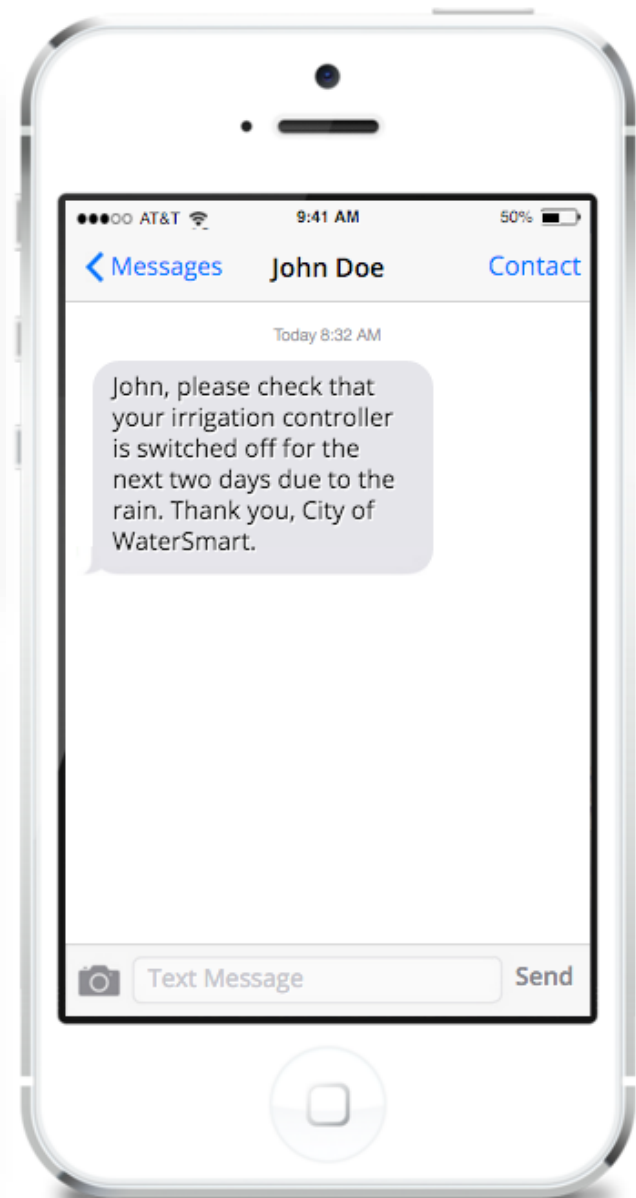 AT&T 9:41 AM 50%
Messages John Doe Contact
Today 8:32 AM
John, please check that
your irrigation controller
is switched off for the
next two days due to the
rain. Thank you, City of
WaterSmart.
Text Message Send